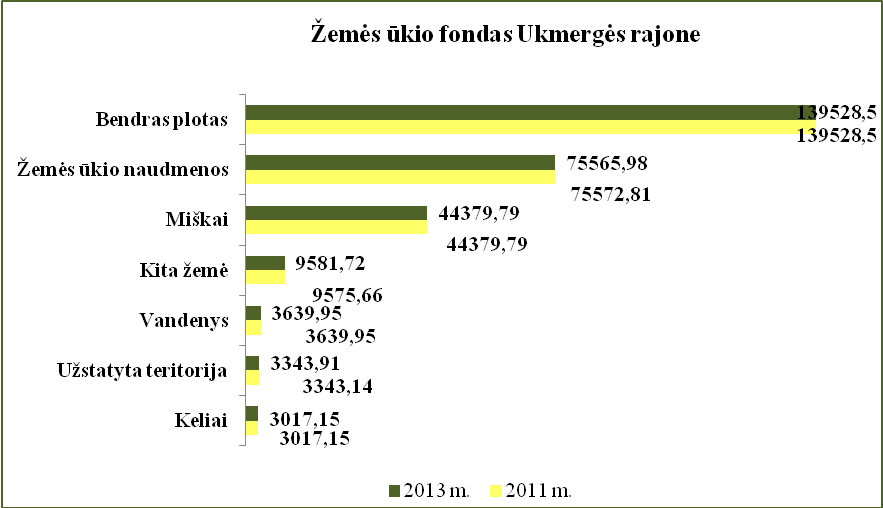 Žemės ūkio fondas Ukmergės rajone
Bendras plotas
139528,5
139528,5
Žemės ūkio naudmenos
75565,98
75572,81
Miškai
44379,79
44379,79
Kita žemė
9581,72
9575,66
Vandenys
3639,95
3639,95
Užstatyta teritorija
3343,91
3343,14
Keliai
3017,15
3017,15
2013 m.
2011 m.